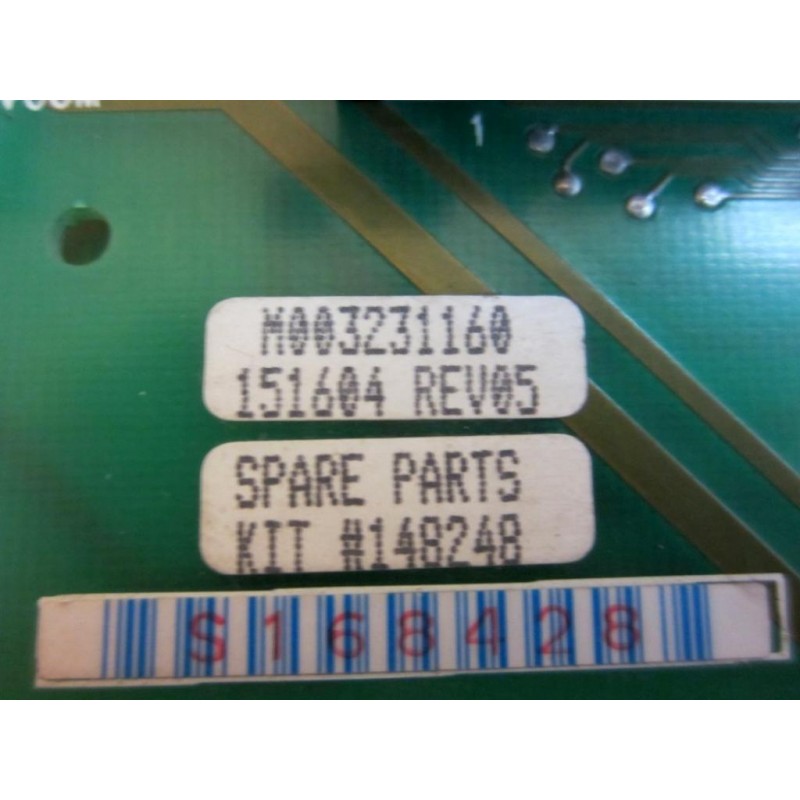 1
M003231160
151604 REV05
SPARE PARTS
KIT #148248
S168428